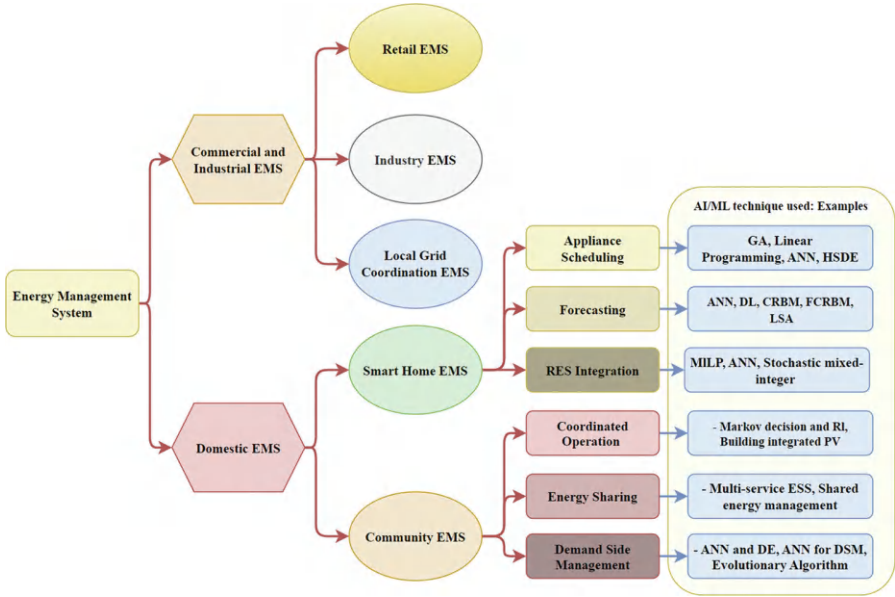 Energy Management
System
Commercial and
Industrial EMS
Domestic EMS
Retail EMS
Industry EMS
Local Grid
Coordination EMS
Smart Home EMS
Community EMS
Appliance
Scheduling
Forecasting
RES Integration
Coordinated
Operation
Energy Sharing
Demand Side
Management
AI/ML technique used: Examples
GA, Linear
Programming, ANN, HSDE
ANN, DL, CRBM, FCRBM,
LSA
MILP, ANN, Stochastic mixed-
integer
- Markov decision and Rl,
Building integrated PV
- Multi-service ESS, Shared
energy management
- ANN and DE, ANN for DSM,
Evolutionary Algorithm